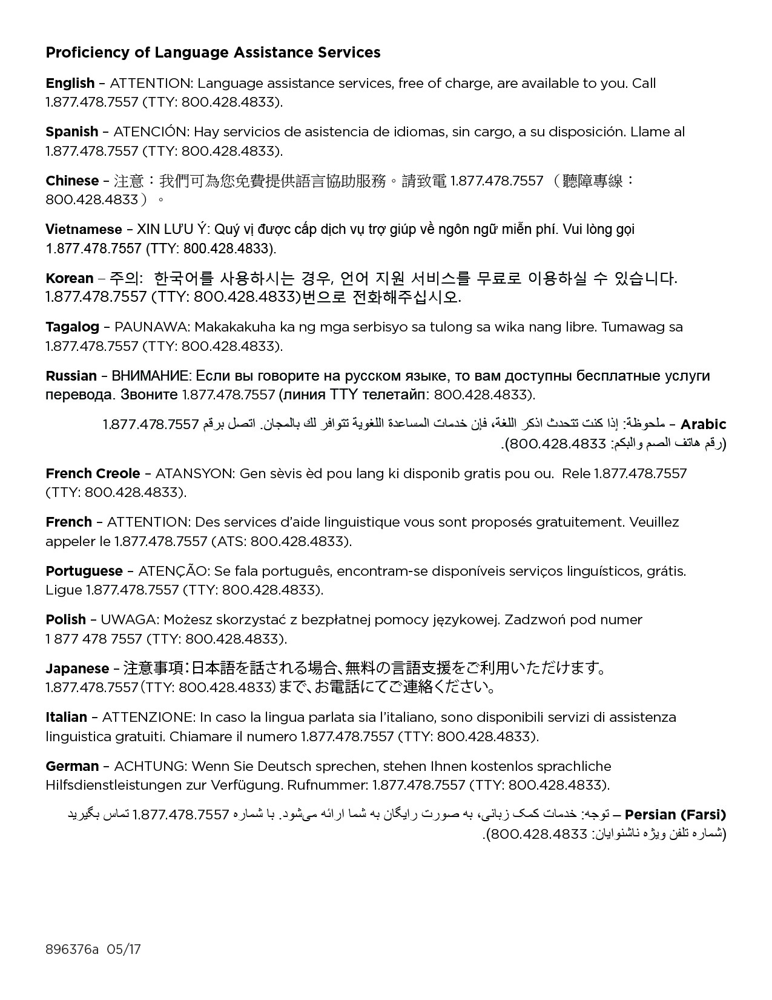 Proficiency of Language Assistance Services
English – ATTENTION: Language assistance services, free of charge, are available to you. Call
1.877.478.7557 (TTY: 800.428.4833).
Spanish – ATENCIÓN: Hay servicios de asistencia de idiomas, sin cargo, a su disposición. Llame al
1.877.478.7557 (TTY: 800.428.4833).
Chinese – 注意：我們可為您免費提供語言協助服務。請致電 1.877.478.7557 （聽障專線：
800.428.4833）。
Vietnamese – XIN LƯU Ý: Quý vị được cấp dịch vụ trợ giúp về ngôn ngữ miễn phí. Vui lòng gọi
1.877.478.7557 (TTY: 800.428.4833).
Korean – 주의:  한국어를 사용하시는 경우, 언어 지원 서비스를 무료로 이용하실 수 있습니다.
1.877.478.7557 (TTY: 800.428.4833)번으로 전화해주십시오.
Tagalog – PAUNAWA: Makakakuha ka ng mga serbisyo sa tulong sa wika nang libre. Tumawag sa
1.877.478.7557 (TTY: 800.428.4833).
Russian – ВНИМАНИЕ: Если вы говорите на русском языке, то вам доступны бесплатные услуги
перевода. Звоните 1.877.478.7557 (линия TTY телетайп: 800.428.4833).
Arabic – ملحوظة: إذا كنت تتحدث اذكر اللغة، فإن خدمات المساعدة اللغوية تتوافر لك بالمجان. اتصل برقم 1.877.478.7557
(رقم هاتف الصم والبكم: 800.428.4833).
French Creole – ATANSYON: Gen sèvis èd pou lang ki disponib gratis pou ou.  Rele 1.877.478.7557
(TTY: 800.428.4833).
French – ATTENTION: Des services d’aide linguistique vous sont proposés gratuitement. Veuillez
appeler le 1.877.478.7557 (ATS: 800.428.4833).
Portuguese – ATENÇÃO: Se fala português, encontram-se disponíveis serviços linguísticos, grátis.
Ligue 1.877.478.7557 (TTY: 800.428.4833).
Polish – UWAGA: Możesz skorzystać z bezpłatnej pomocy językowej. Zadzwoń pod numer
1 877 478 7557 (TTY: 800.428.4833).
Japanese – 注意事項：日本語を話される場合、無料の言語支援をご利用いただけます。
1.877.478.7557（TTY: 800.428.4833）まで、お電話にてご連絡ください。
Italian – ATTENZIONE: In caso la lingua parlata sia l’italiano, sono disponibili servizi di assistenza
linguistica gratuiti. Chiamare il numero 1.877.478.7557 (TTY: 800.428.4833).
German – ACHTUNG: Wenn Sie Deutsch sprechen, stehen Ihnen kostenlos sprachliche
Hilfsdienstleistungen zur Verfügung. Rufnummer: 1.877.478.7557 (TTY: 800.428.4833).
Persian (Farsi) – توجه: خدمات کمک زبانی، به صورت رایگان به شما ارائه می‌شود. با شماره 1.877.478.7557 تماس بگیرید
(شماره تلفن ویژه ناشنوایان: 800.428.4833).
896376a  05/17